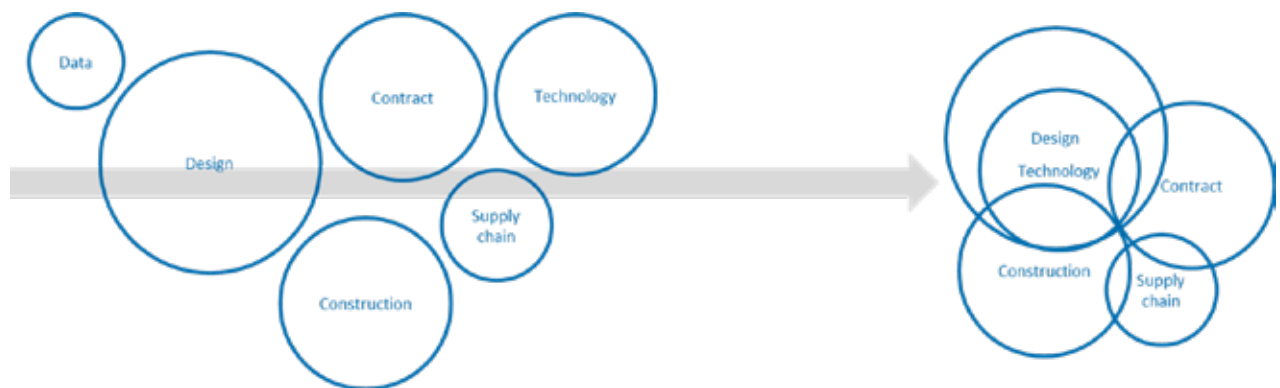 Data
Contract
Technology
Design
Supply
chain
Construction
Design
Technology
Contract
Construction
Supply
chain